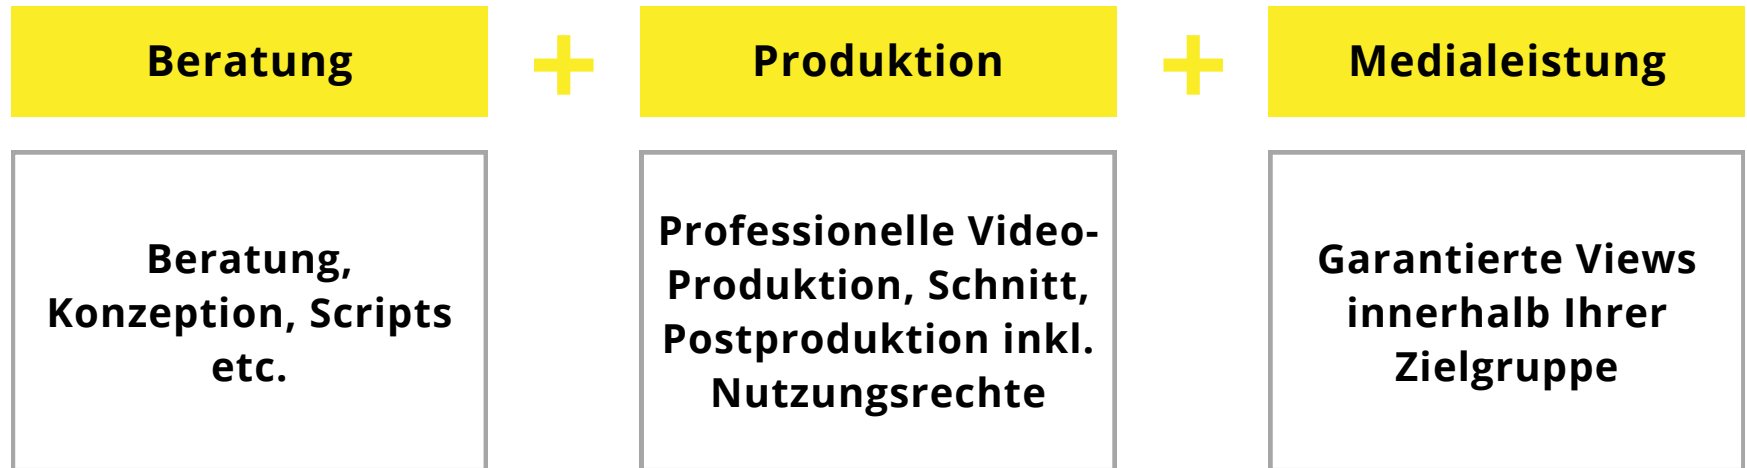 Beratung
+
Produktion
+
Medialeistung
Beratung,
Konzeption, Scripts
etc.
Professionelle Video-
Produktion, Schnitt,
Postproduktion inkl.
Nutzungsrechte
Garantierte Views
innerhalb Ihrer
Zielgruppe